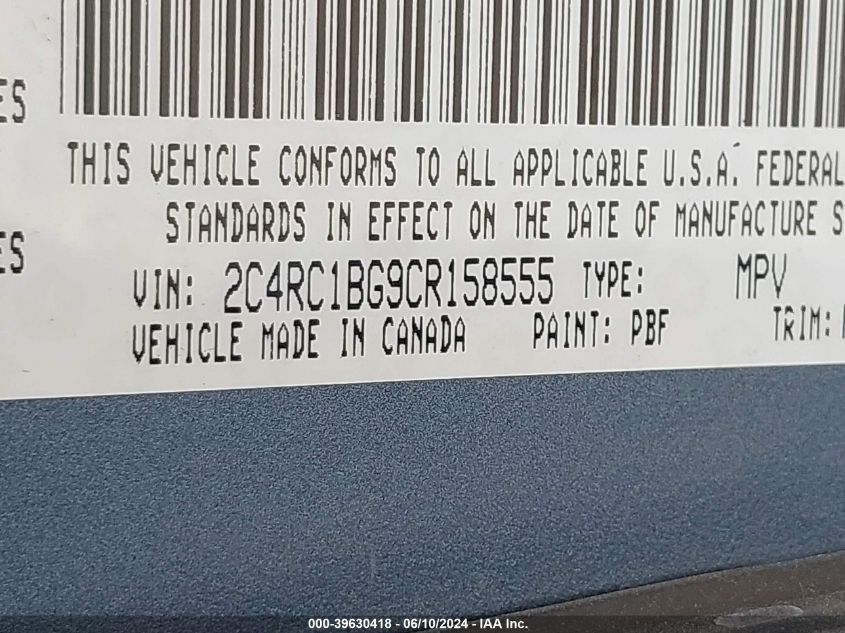 ES
THIS VEHICLE CONFORMS TO ALL APPLICABLE U.S.A. FEDERAL
STANDARDS IN EFFECT ON THE DATE OF MANUFACTURE S
ES
VIN: 2C4RC1BG9CR158555 TYPE: MPV
VEHICLE MADE IN CANADA PAINT: PBF TRIM:
000-39630418 - 06/10/2024 - IAA Inc.